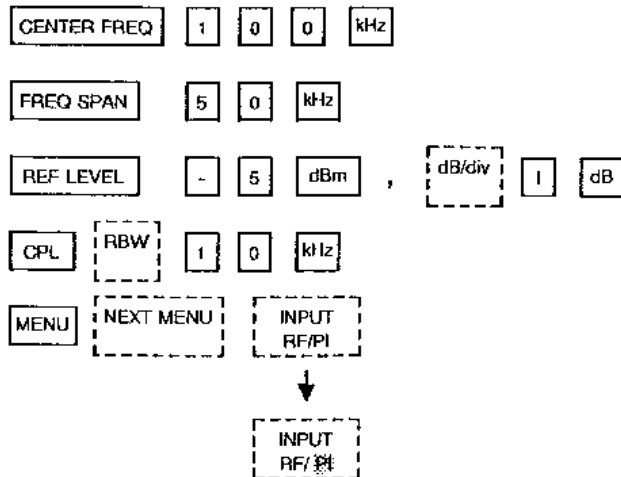 CENTER FREQ 1 0 0 kHz
FREQ SPAN 5 0 kHz
REF LEVEL - 5 dBm , dB/div 1 dB
CPL RBW 1 0 kHz
MENU NEXT MENU INPUT RF/PI
INPUT
RF/ PI